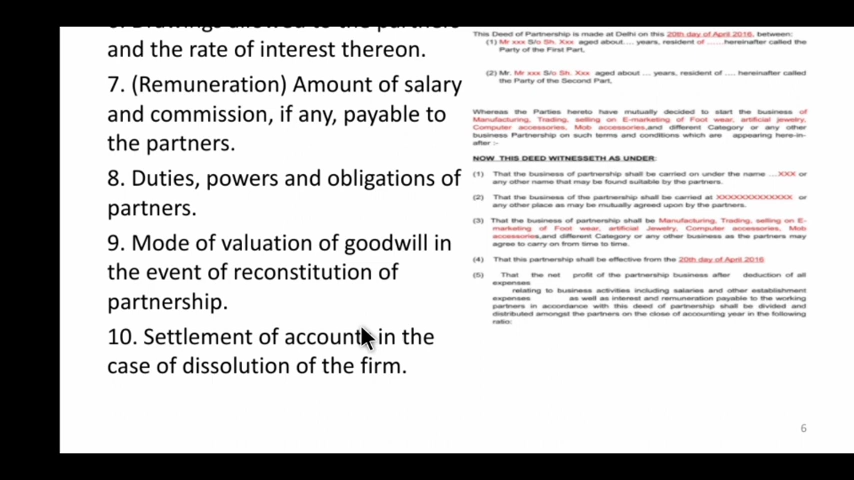 6. Drawings allowed to the partners
and the rate of interest thereon.
7. (Remuneration) Amount of salary
and commission, if any, payable to
the partners.
8. Duties, powers and obligations of
partners.
9. Mode of valuation of goodwill in
the event of reconstitution of
partnership.
10. Settlement of accounts in the
case of dissolution of the firm.
This Deed of Partnership is made at Delhi on this 20th day of April 2016, between:
(1) Mr xxx S/o Sh. Xxx aged about.... years, resident of ......hereinafter called the
Party of the First Part,
(2) Mr. Mr xxx S/o Sh. Xxx aged about ... years, resident of .... hereinafter called
the Party of the Second Part,
Whereas the Parties hereto have mutually decided to start the business of
Manufacturing, Trading, selling on E-marketing of Foot wear, artificial jewelry,
Computer accessories, Mob accessories,and different Category or any other
business Partnership on such terms and conditions which are appearing here-in-
after :-
NOW THIS DEED WITNESSETH AS UNDER:
(1) That the business of partnership shall be carried on under the name ....XXX or
any other name that may be found suitable by the partners.
(2) That the business of the partnership shall be carried at XXXXXXXXXXXXX or
any other place as may be mutually agreed upon by the partners.
(3) That the business of partnership shall be Manufacturing, Trading, selling on E-
marketing of Foot wear, artificial Jewelry, Computer accessories, Mob
accessories,and different Category or any other business as the partners may
agree to carry on from time to time.
(4) That this partnership shall be effective from the 20th day of April 2016
(5) That the net profit of the partnership business after deduction of all
expenses
relating to business activities including salaries and other establishment
expenses as well as interest and remuneration payable to the working
partners in accordance with this deed of partnership shall be divided and
distributed amongst the partners on the close of accounting year in the following
ratio:
6